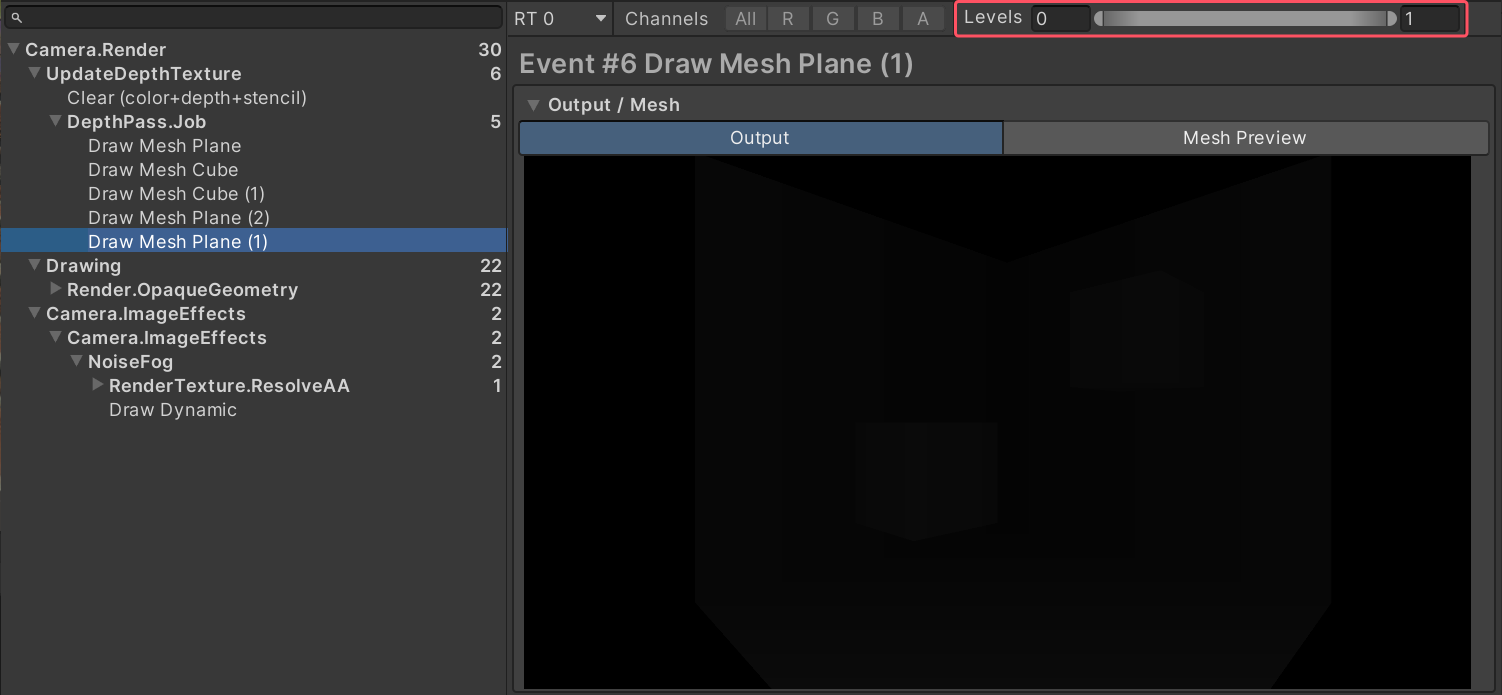 RT 0 Channels All R G B A Levels 0 1
Camera.Render 30
UpdateDepthTexture 6
Clear (color+depth+stencil)
DepthPass.Job 5
Draw Mesh Plane
Draw Mesh Cube
Draw Mesh Cube (1)
Draw Mesh Plane (2)
Draw Mesh Plane (1)
Drawing 22
Render.OpaqueGeometry 22
Camera.ImageEffects 2
Camera.ImageEffects 2
NoiseFog 2
RenderTexture.ResolveAA 1
Draw Dynamic
Event #6 Draw Mesh Plane (1)
Output / Mesh
Output Mesh Preview